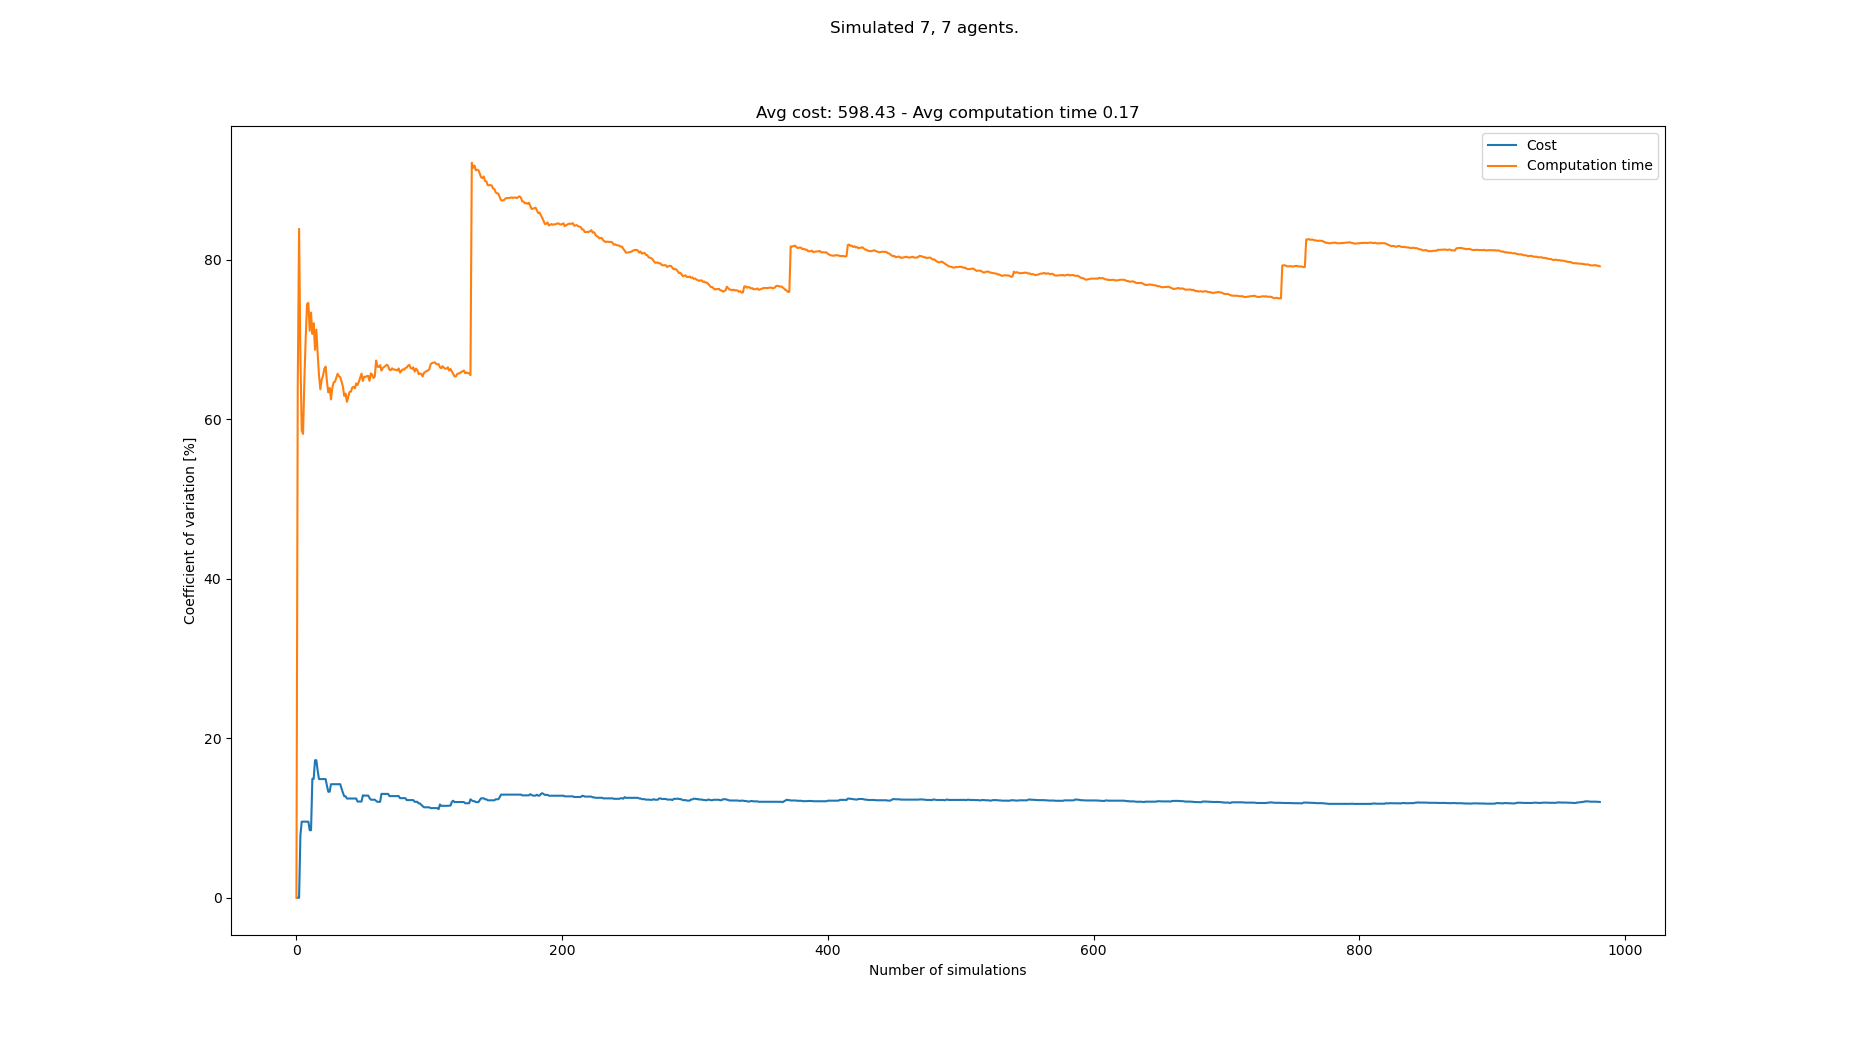 Simulated 7, 7 agents.
Avg cost: 598.43 - Avg computation time 0.17
Cost
Computation time
Coefficient of variation [%]
80
60
40
20
0
0 200 400 600 800 1000
Number of simulations